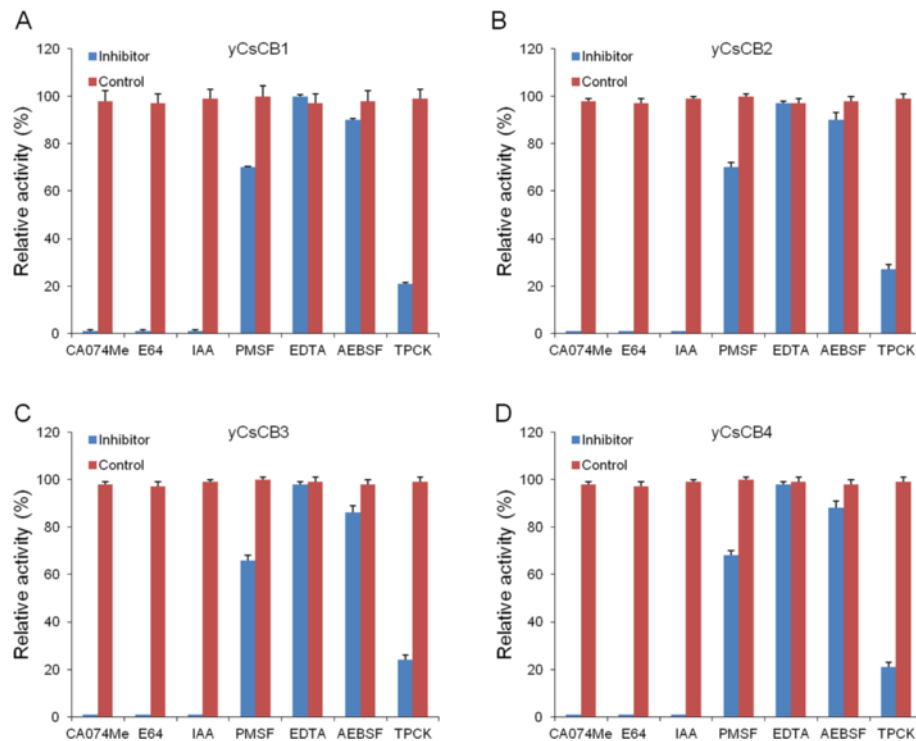 A
yCsCB1
Inhibitor
Control
Relative activity (%)
120
100
80
60
40
20
0
CA074Me E64 IAA PMSF EDTA AEBSF TPCK
B
yCsCB2
Inhibitor
Control
Relative activity (%)
120
100
80
60
40
20
0
CA074Me E64 IAA PMSF EDTA AEBSF TPCK
C
yCsCB3
Inhibitor
Control
Relative activity (%)
120
100
80
60
40
20
0
CA074Me E64 IAA PMSF EDTA AEBSF TPCK
D
yCsCB4
Inhibitor
Control
Relative activity (%)
120
100
80
60
40
20
0
CA074Me E64 IAA PMSF EDTA AEBSF TPCK